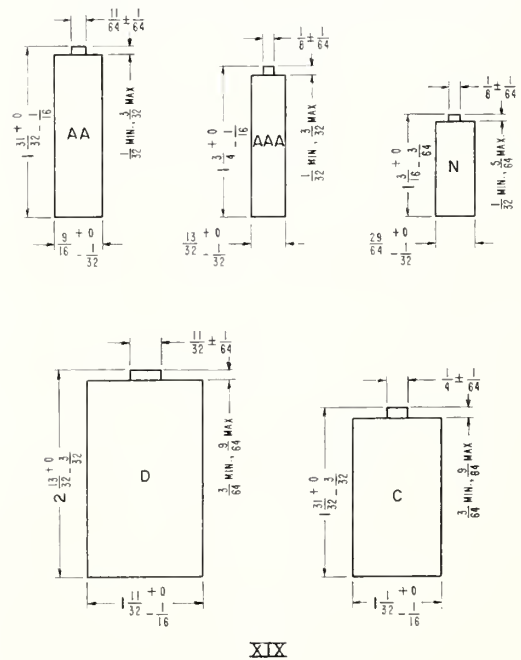 11/64 ± 1/64
1 31/32 + 0 - 1/16
AA
1/32 MIN., 3/32 MAX
9/16 + 0 - 1/32
1/8 ± 1/64
1 3/4 + 0 - 1/16
AAA
1/32 MIN., 3/32 MAX
13/32 + 0 - 1/32
1/8 ± 1/64
1 3/16 + 0 - 3/64
N
1/32 MIN., 5/64 MAX
29/64 + 0 - 1/32
11/32 ± 1/64
2 13/32 + 0 - 3/32
D
3/64 MIN., 9/64 MAX
1 11/32 + 0 - 1/16
1/4 ± 1/64
1 31/32 + 0 - 3/32
C
3/64 MIN., 9/64 MAX
1 1/32 + 0 - 1/16
XIX